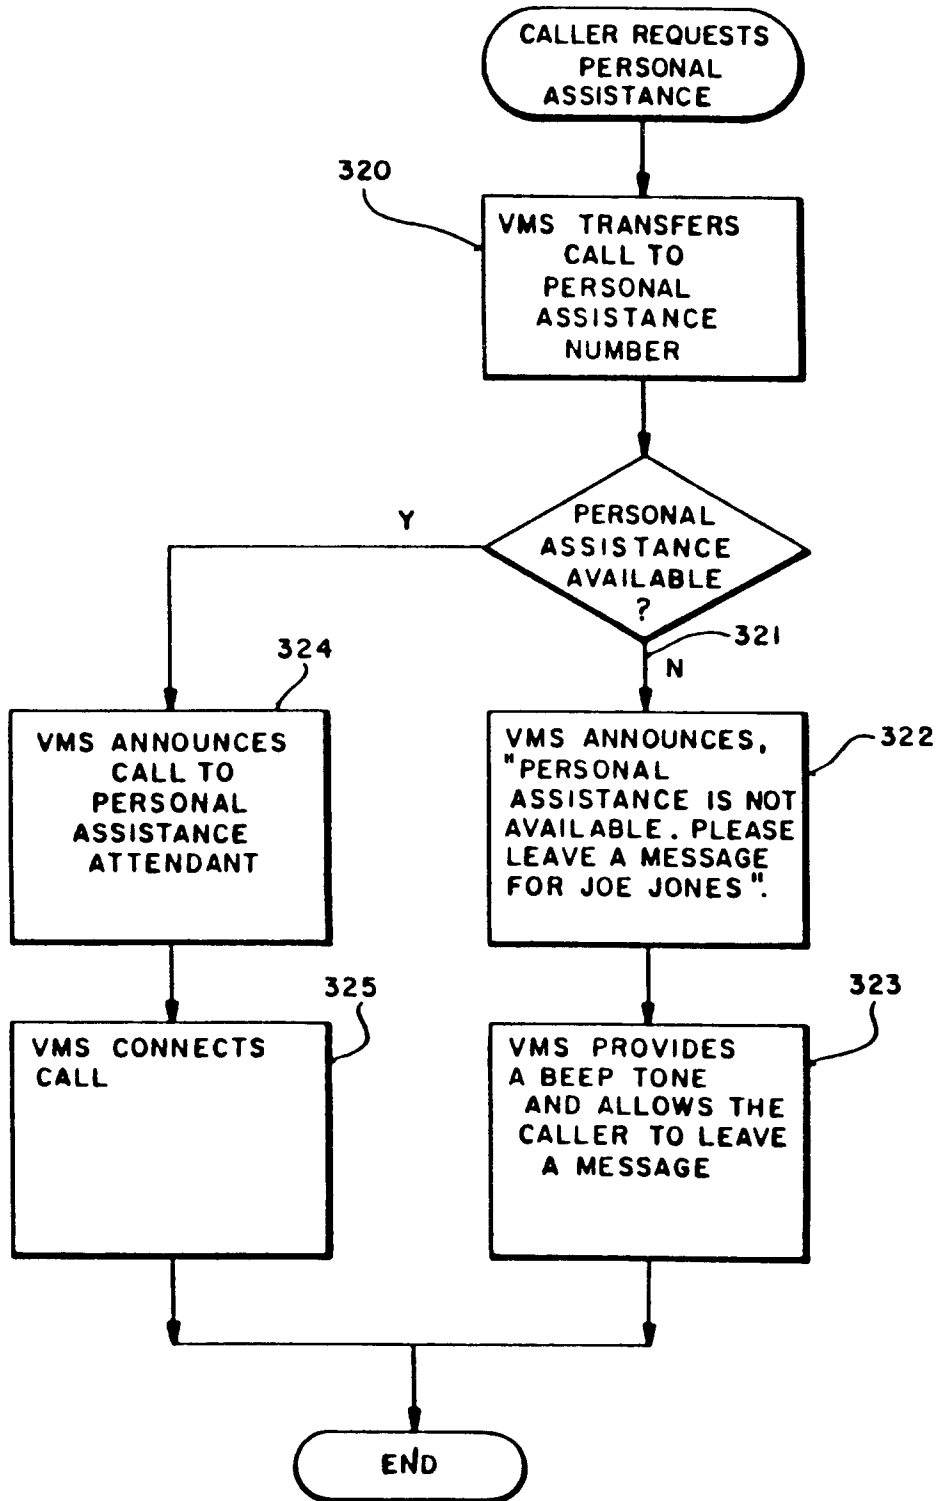 CALLER REQUESTS
PERSONAL
ASSISTANCE
320
VMS TRANSFERS
CALL TO
PERSONAL
ASSISTANCE
NUMBER
Y
PERSONAL
ASSISTANCE
AVAILABLE
?
321
N
324
VMS ANNOUNCES
CALL TO
PERSONAL
ASSISTANCE
ATTENDANT
322
VMS ANNOUNCES,
"PERSONAL
ASSISTANCE IS NOT
AVAILABLE. PLEASE
LEAVE A MESSAGE
FOR JOE JONES".
325
VMS CONNECTS
CALL
323
VMS PROVIDES
A BEEP TONE
AND ALLOWS THE
CALLER TO LEAVE
A MESSAGE
END